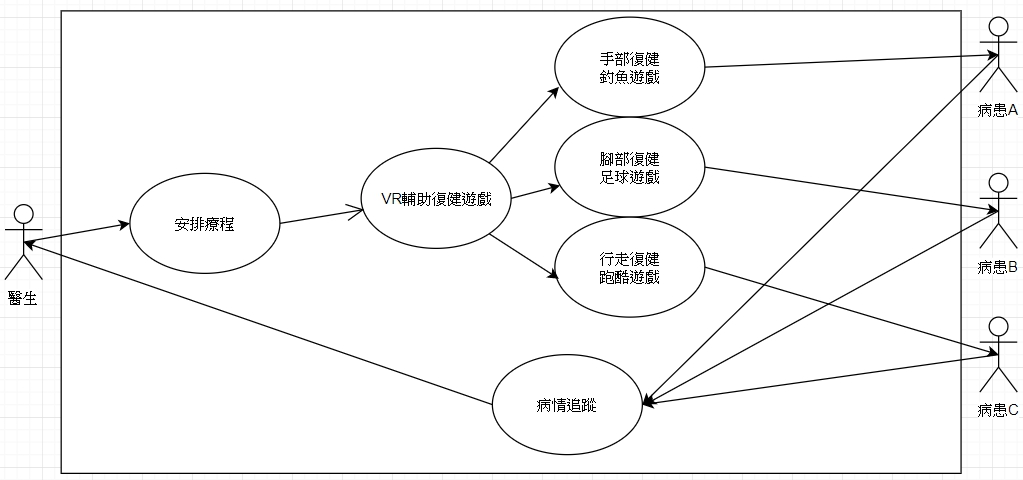 手部復健
釣魚遊戲
病患A
腳部復健
足球遊戲
VR輔助復健遊戲
安排療程
病患B
行走復健
跑酷遊戲
醫生
病情追蹤
病患C